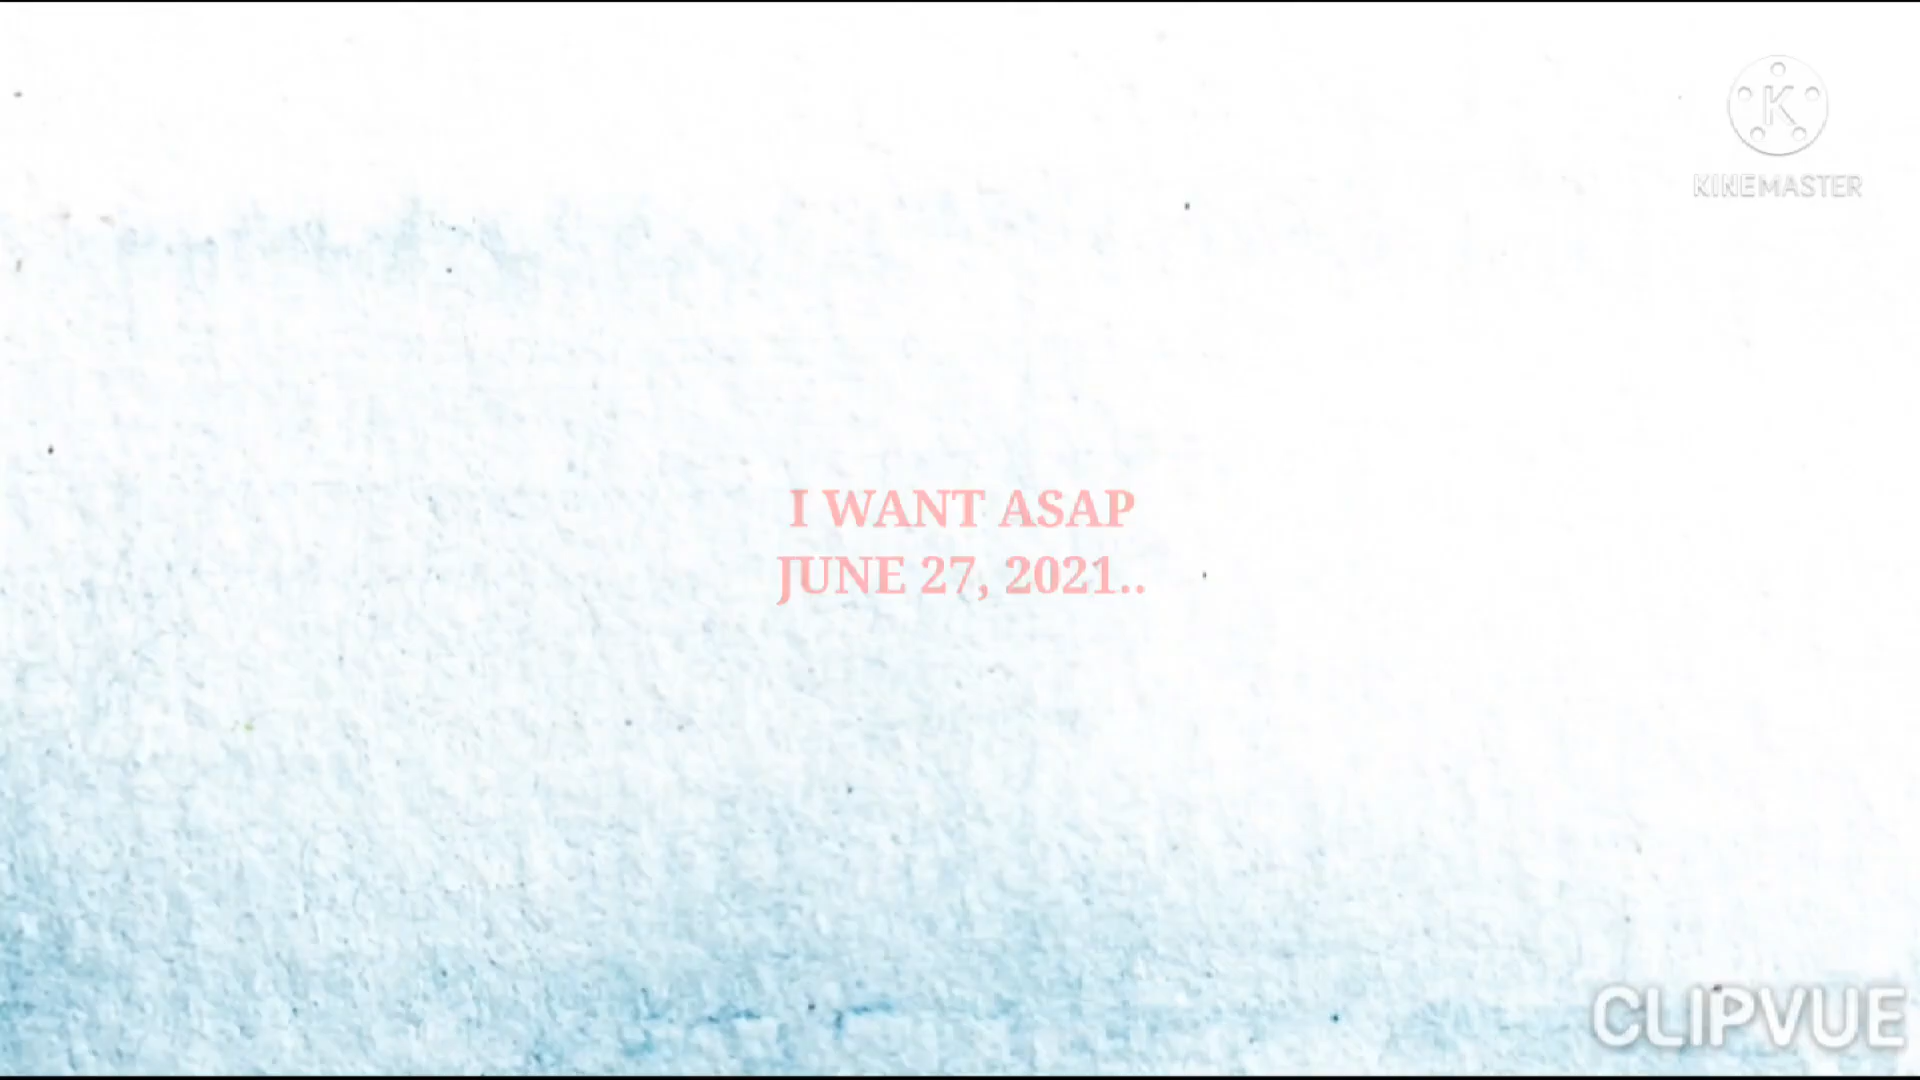 K
KINEMASTER
I WANT ASAP
JUNE 27, 2021..
CLIPVUE